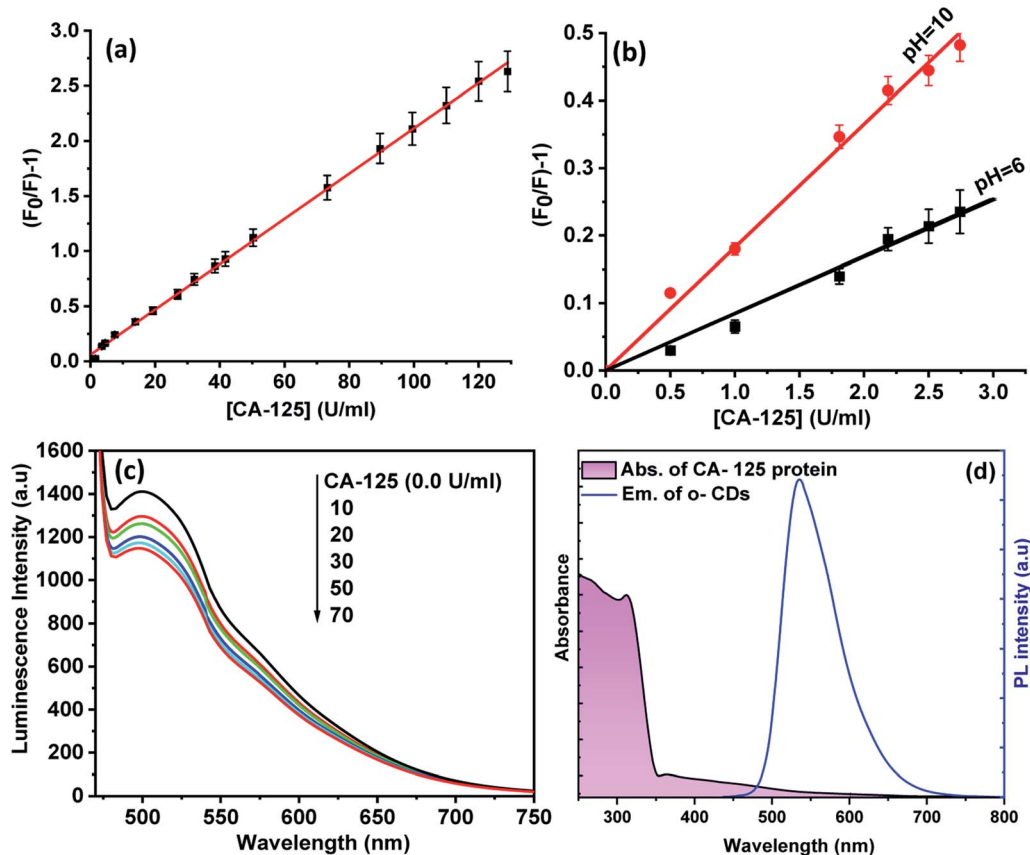 (a)
3.0
2.5
2.0
1.5
1.0
0.5
0.0
0 20 40 60 80 100 120
(F0/F)-1)
[CA-125] (U/ml)
(b)
0.5
0.4
0.3
0.2
0.1
0.0
0.0 0.5 1.0 1.5 2.0 2.5 3.0
(F0/F)-1)
[CA-125] (U/ml)
pH=10
pH=6
(c)
1600
1400
1200
1000
800
600
400
200
0
500 550 600 650 700 750
Luminescence Intensity (a.u)
Wavelength (nm)
CA-125 (0.0 U/ml)
10
20
30
50
70
(d)
Abs. of CA- 125 protein
Em. of o- CDs
Absorbance
PL intensity (a.u)
300 400 500 600 700 800
Wavelength (nm)